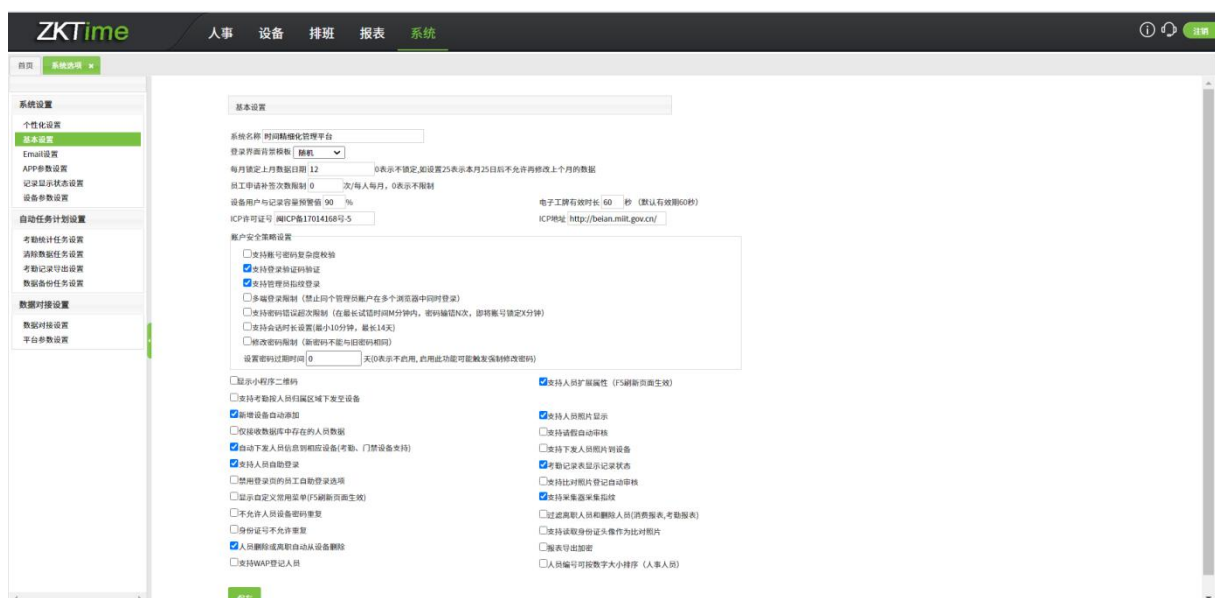 ZKTime
人事 设备 排班 报表 系统
注销
首页 系统选项 ×
系统设置
个性化设置
基本设置
Email设置
APP参数设置
记录显示状态设置
设备参数设置
自动任务计划设置
考勤统计任务设置
清除数据任务设置
考勤记录导出设置
数据备份任务设置
数据对接设置
数据对接设置
平台参数设置
基本设置
系统名称 时间精细化管理平台
登录界面背景模板 随机
每月锁定上月数据日期 12 0表示不锁定,如设置25表示本月25日后不允许再修改上个月的数据
员工申请补签次数限制 0 次/每人每月，0表示不限制
设备用户与记录容量预警值 90 % 电子工牌有效时长 60 秒 （默认有效期60秒）
ICP许可证号 闽ICP备17014168号-5 ICP地址 http://beian.miit.gov.cn/
账户安全策略设置
支持账号密码复杂度校验
支持登录验证码验证
支持管理员指纹登录
多端登录限制（禁止同个管理员账户在多个浏览器中同时登录）
支持密码错误超次限制（在最长试错时间M分钟内，密码输错N次，即将账号锁定X分钟）
支持会话时长设置(最小10分钟，最长14天)
修改密码限制（新密码不能与旧密码相同）
设置密码过期时间 0 天(0表示不启用,启用此功能可能触发强制修改密码)
显示小程序二维码 支持人员扩展属性（F5刷新页面生效）
支持考勤按人员归属区域下发至设备
新增设备自动添加 支持人员照片显示
仅接收数据库中存在的人员数据 支持请假自动审核
自动下发人员信息到相应设备(考勤、门禁设备支持) 支持下发人员照片到设备
支持人员自助登录 考勤记录表显示记录状态
禁用登录页的员工自助登录选项 支持比对照片登记自动审核
显示自定义常用菜单(F5刷新页面生效) 支持采集器采集指纹
不允许人员设备密码重复 过滤离职人员和删除人员(消费报表,考勤报表)
身份证号不允许重复 支持读取身份证头像作为比对照片
人员删除或离职自动从设备删除 报表导出加密
支持WAP登记人员 人员编号可按数字大小排序（人事人员）